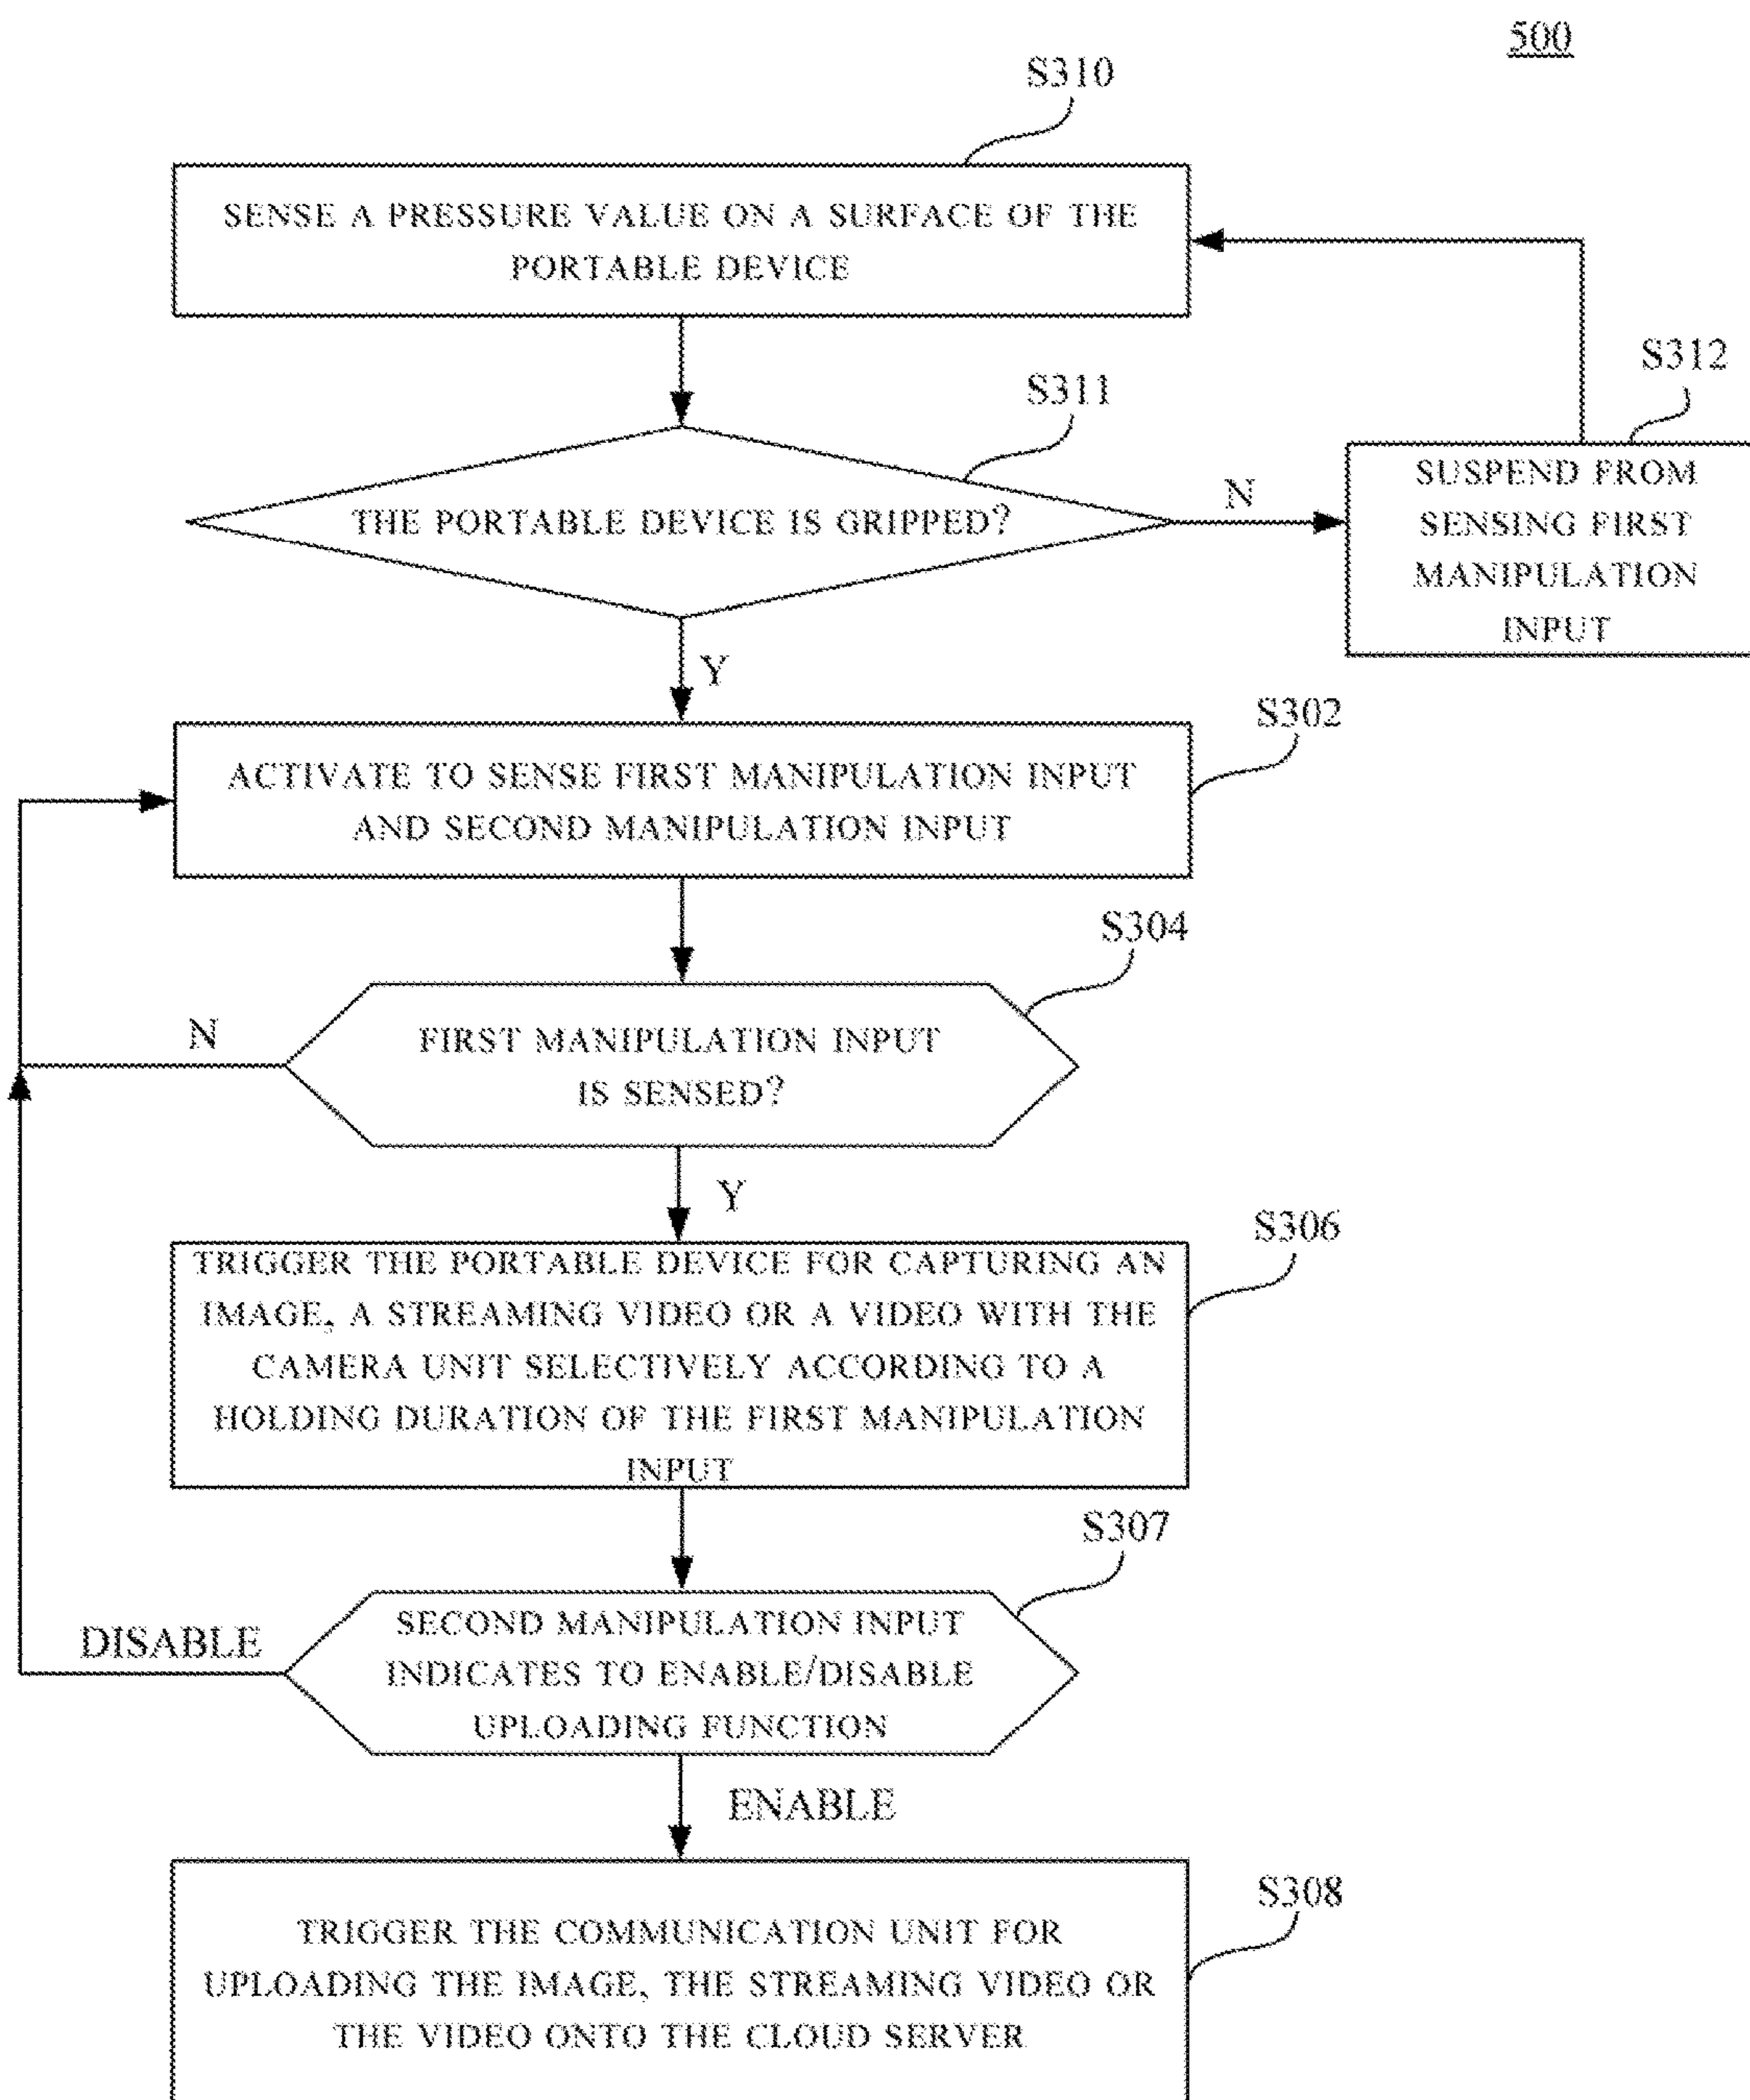 500
S310
SENSE A PRESSURE VALUE ON A SURFACE OF THE
PORTABLE DEVICE
S311
THE PORTABLE DEVICE IS GRIPPED?
N
S312
SUSPEND FROM
SENSING FIRST
MANIPULATION
INPUT
Y
S302
ACTIVATE TO SENSE FIRST MANIPULATION INPUT
AND SECOND MANIPULATION INPUT
S304
N
FIRST MANIPULATION INPUT
IS SENSED?
Y
S306
TRIGGER THE PORTABLE DEVICE FOR CAPTURING AN
IMAGE, A STREAMING VIDEO OR A VIDEO WITH THE
CAMERA UNIT SELECTIVELY ACCORDING TO A
HOLDING DURATION OF THE FIRST MANIPULATION
INPUT
S307
DISABLE
SECOND MANIPULATION INPUT
INDICATES TO ENABLE/DISABLE
UPLOADING FUNCTION
ENABLE
S308
TRIGGER THE COMMUNICATION UNIT FOR
UPLOADING THE IMAGE, THE STREAMING VIDEO OR
THE VIDEO ONTO THE CLOUD SERVER